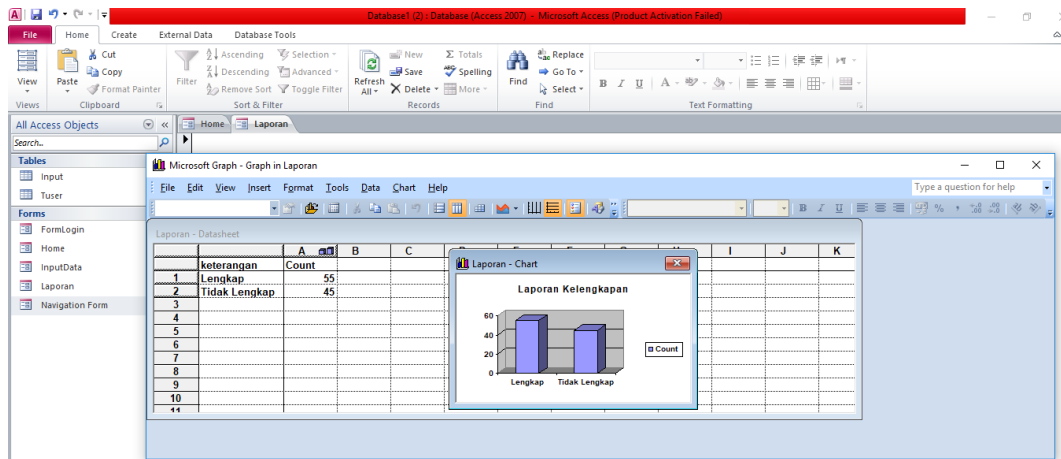 Database1 (2) : Database (Access 2007) - Microsoft Access (Product Activation Failed)
File Home Create External Data Database Tools
View
Views
Paste
Cut
Copy
Format Painter
Clipboard
Filter
Ascending
Descending
Remove Sort
Selection
Advanced
Toggle Filter
Sort & Filter
Refresh
All
New
Save
Delete
Totals
Spelling
More
Records
Find
Replace
Go To
Select
Find
B I U A
Text Formatting
All Access Objects
Search..
Tables
Input
Tuser
Forms
FormLogin
Home
InputData
Laporan
Navigation Form
Home Laporan
Microsoft Graph - Graph in Laporan
File Edit View Insert Format Tools Data Chart Help
Type a question for help
B I U
Laporan - Datasheet
A B C I J K
keterangan Count
1 Lengkap 55
2 Tidak Lengkap 45
3
4
5
6
7
8
9
10
11
Laporan - Chart
Laporan Kelengkapan
60
40
20
0
Lengkap Tidak Lengkap
Count